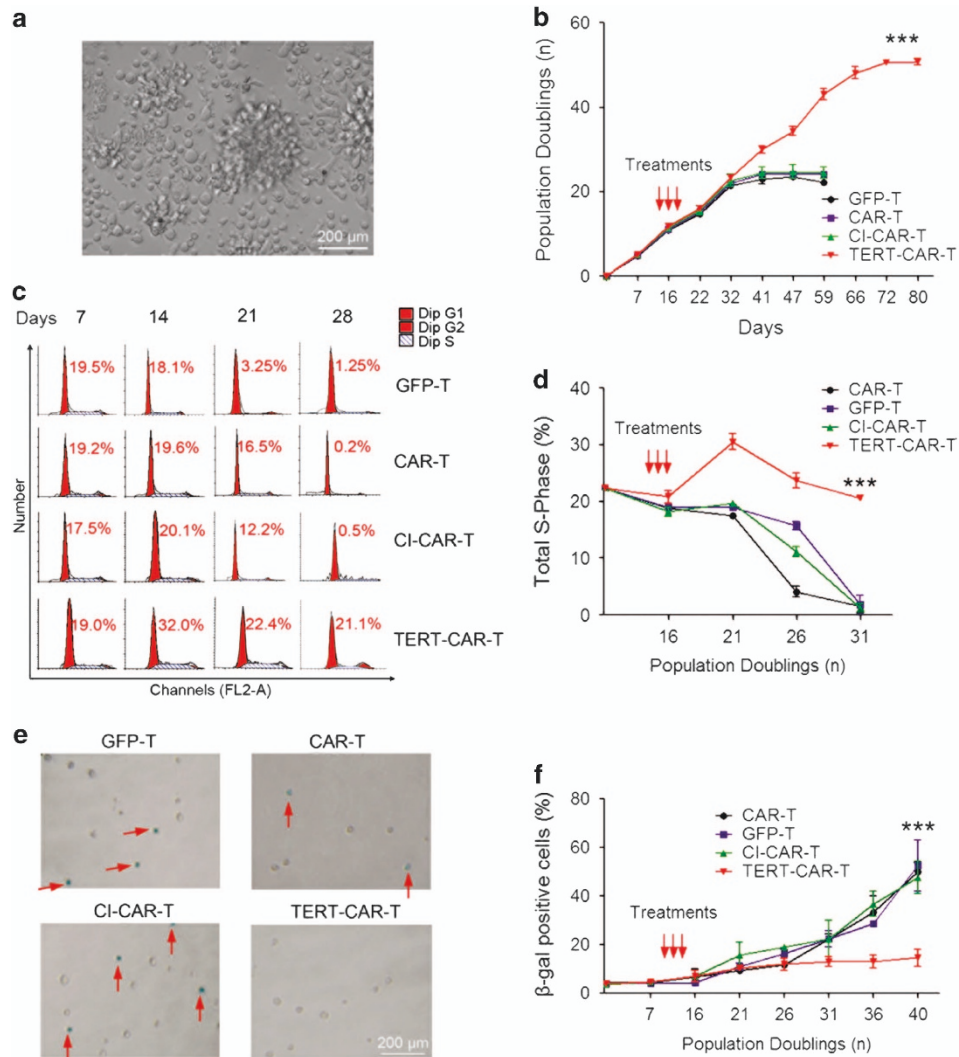 a
200 µm
b
Population Doublings (n)
60
40
20
0
Treatments
***
GFP-T
CAR-T
CI-CAR-T
TERT-CAR-T
7 16 22 32 41 47 59 66 72 80
Days
c
Days 7 14 21 28
Dip G1
Dip G2
Dip S
Number
19.5% 18.1% 3.25% 1.25%
GFP-T
19.2% 19.6% 16.5% 0.2%
CAR-T
17.5% 20.1% 12.2% 0.5%
CI-CAR-T
19.0% 32.0% 22.4% 21.1%
TERT-CAR-T
Channels (FL2-A)
d
Total S-Phase (%)
40
30
20
10
0
Treatments
***
CAR-T
GFP-T
CI-CAR-T
TERT-CAR-T
16 21 26 31
Population Doublings (n)
e
GFP-T
CAR-T
CI-CAR-T
TERT-CAR-T
200 µm
f
β-gal positive cells (%)
80
60
40
20
0
Treatments
***
CAR-T
GFP-T
CI-CAR-T
TERT-CAR-T
7 16 21 26 31 36 40
Population Doublings (n)